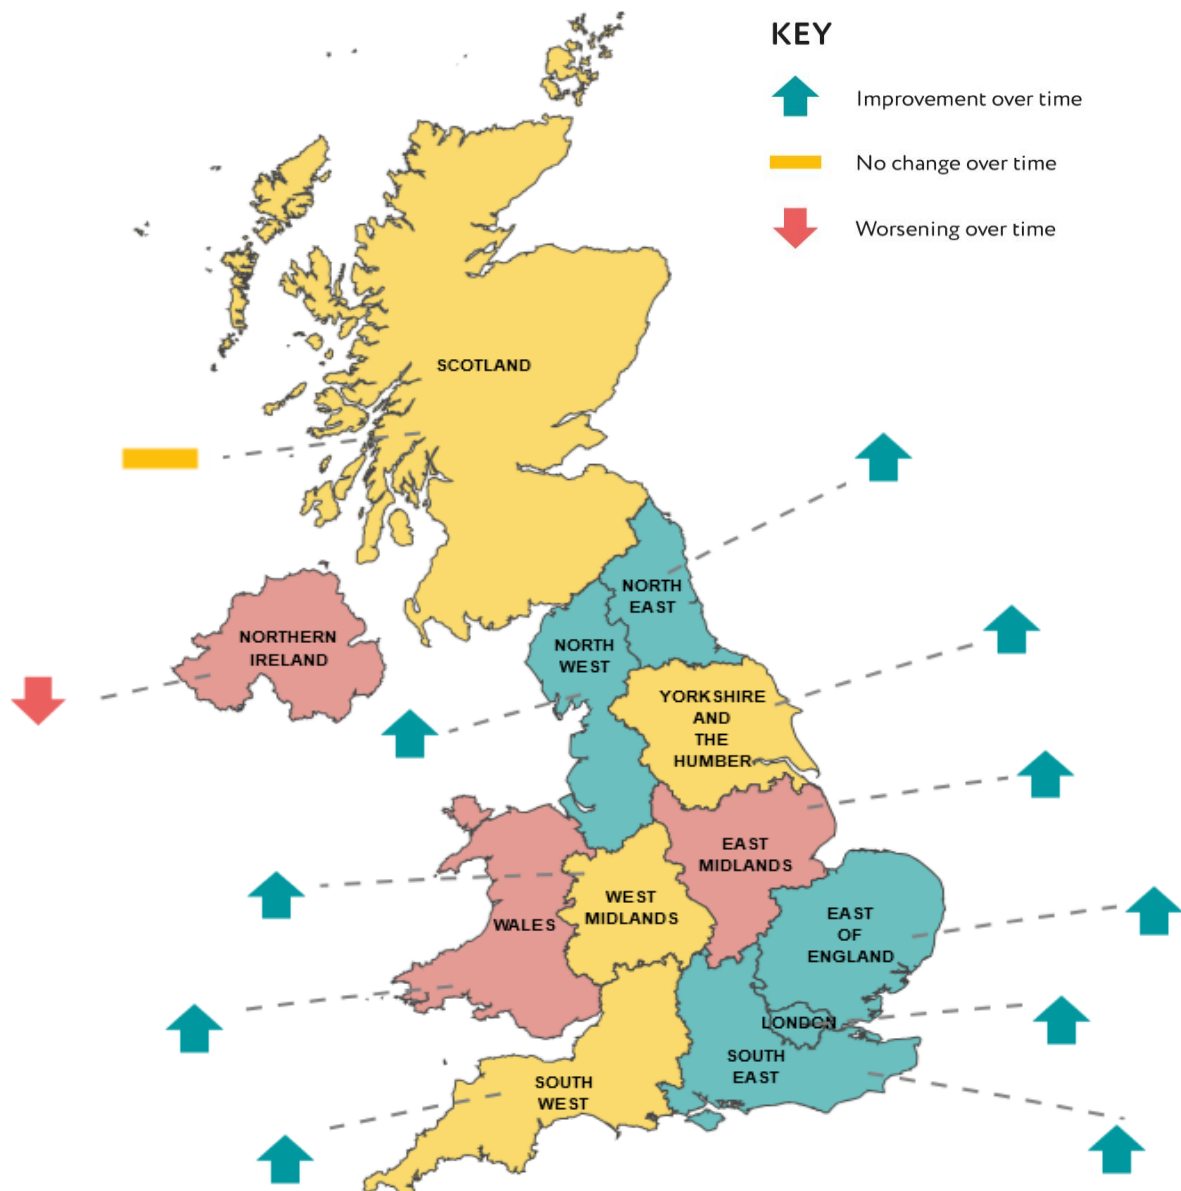 KEY
Improvement over time
No change over time
Worsening over time
SCOTLAND
NORTH
EAST
NORTHERN
IRELAND
NORTH
WEST
YORKSHIRE
AND
THE
HUMBER
EAST
MIDLANDS
WEST
MIDLANDS
WALES
EAST
OF
ENGLAND
LONDON
SOUTH
EAST
SOUTH
WEST